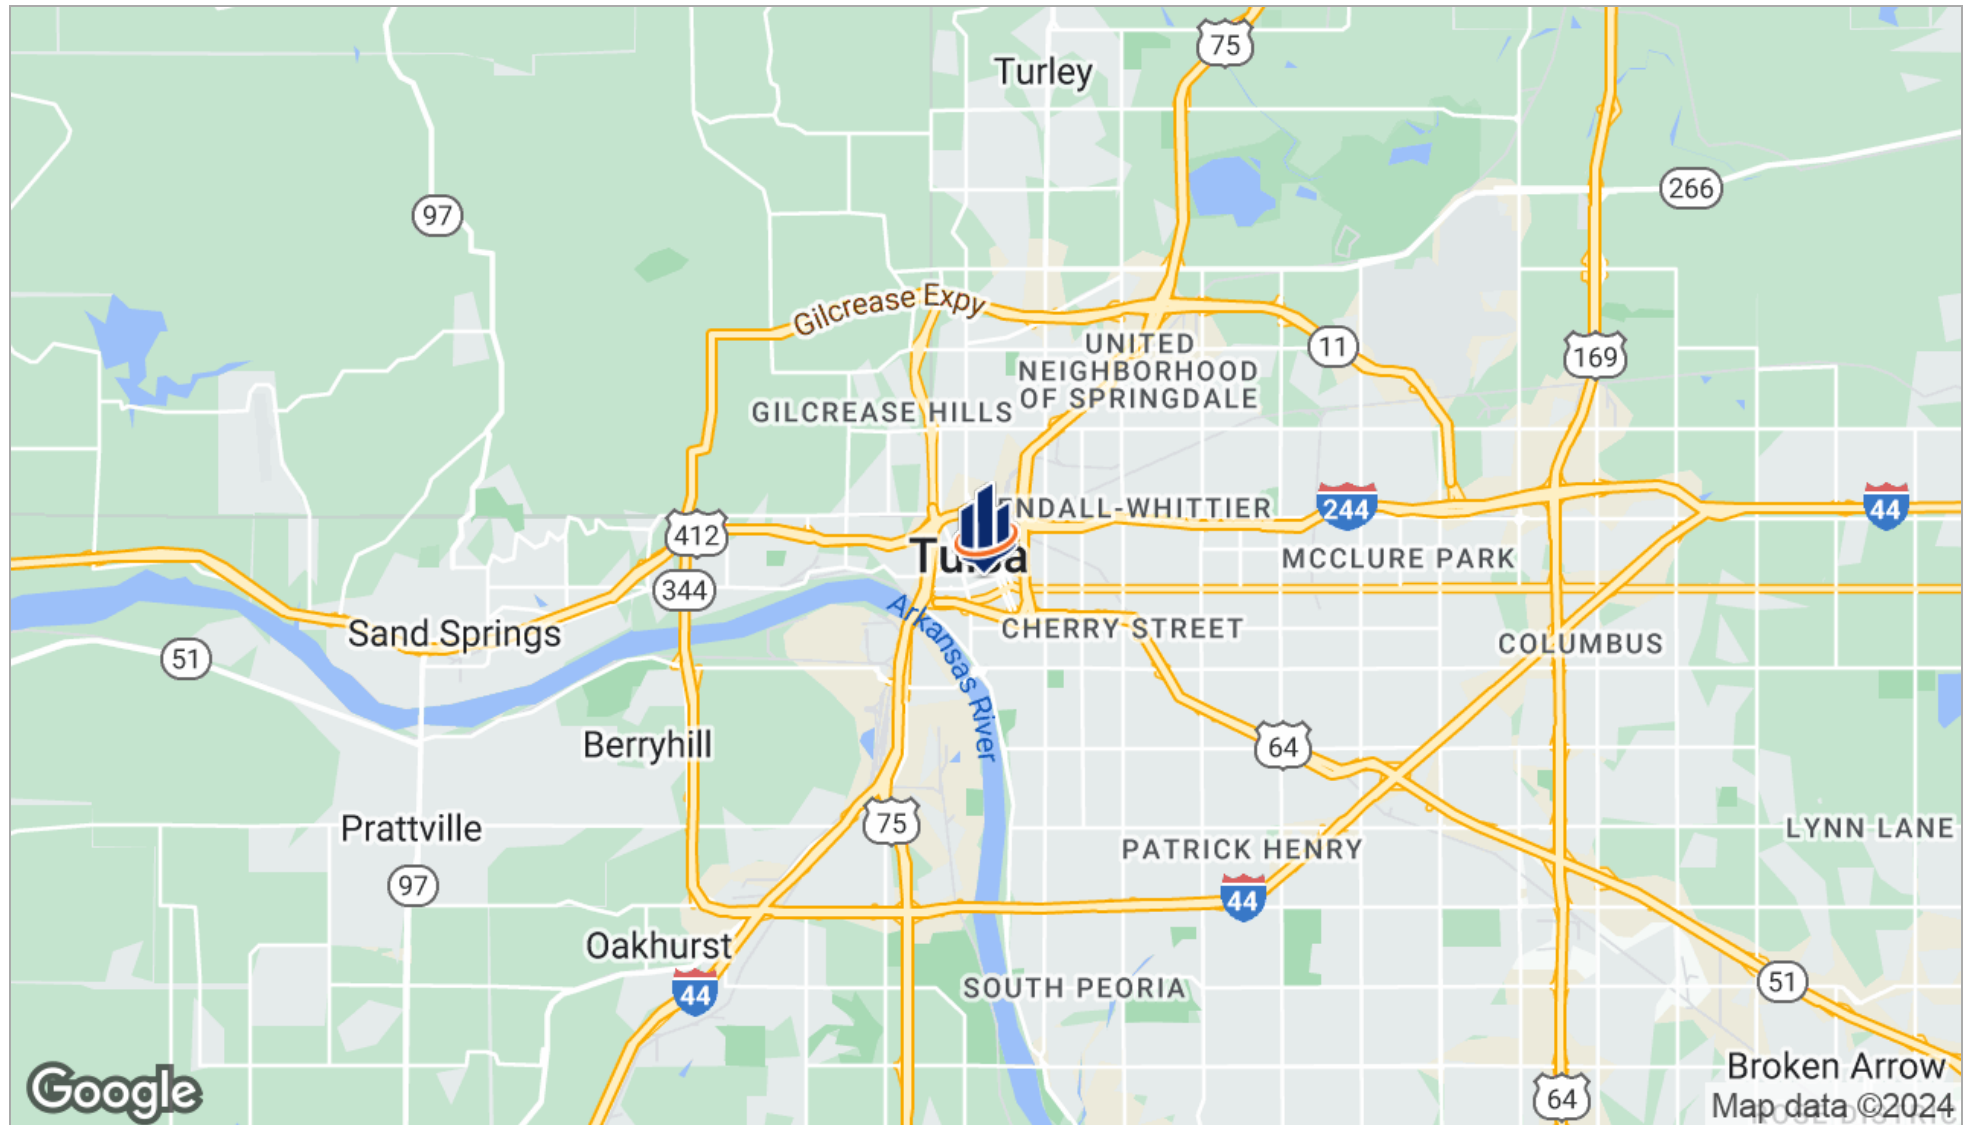 75
Turley
97
266
Gilcrease Expy
11
169
UNITED
NEIGHBORHOOD
OF SPRINGDALE
GILCREASE HILLS
ENDALL-WHITTIER
244
44
412
MCCLURE PARK
344
Arkansas River
CHERRY STREET
Sand Springs
COLUMBUS
51
Berryhill
64
75
Prattville
LYNN LANE
PATRICK HENRY
97
44
Oakhurst
44
SOUTH PEORIA
51
Broken Arrow
64
Google
Map data ©2024